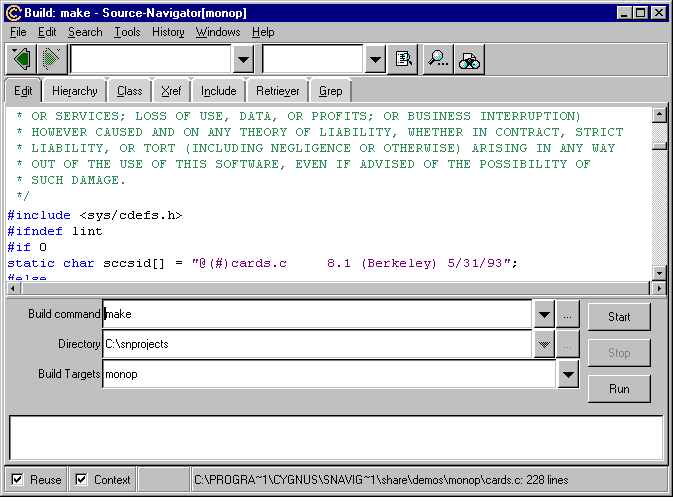 Build: make - Source-Navigator[monop]
File Edit Search Tools History Windows Help
Edit Hierarchy Class Xref Include Retriever Grep
* OR SERVICES; LOSS OF USE, DATA, OR PROFITS; OR BUSINESS INTERRUPTION)
* HOWEVER CAUSED AND ON ANY THEORY OF LIABILITY, WHETHER IN CONTRACT, STRICT
* LIABILITY, OR TORT (INCLUDING NEGLIGENCE OR OTHERWISE) ARISING IN ANY WAY
* OUT OF THE USE OF THIS SOFTWARE, EVEN IF ADVISED OF THE POSSIBILITY OF
* SUCH DAMAGE.
*/
#include <sys/cdefs.h>
#ifndef lint
#if 0
static char sccsid[] = "@(#)cards.c     8.1 (Berkeley) 5/31/93";
#else
Build command make ... Start
Directory C:\snprojects ... Stop
Build Targets monop
Run
Reuse Context C:\PROGRA~1\CYGNUS\SNAVIG~1\share\demos\monop\cards.c: 228 lines